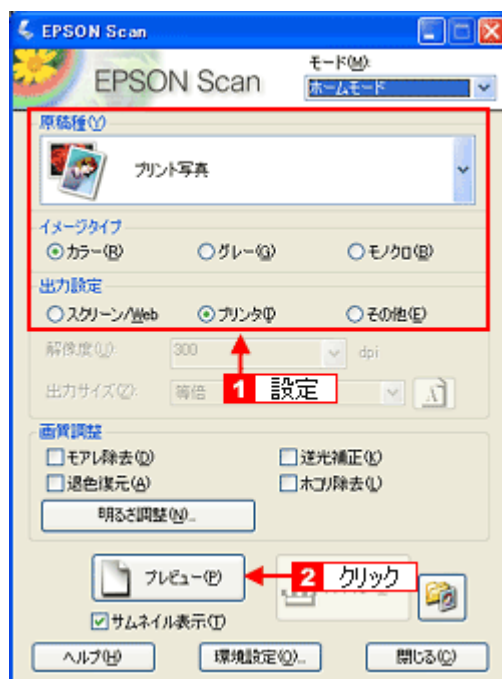 EPSON Scan
EPSON Scan
モード(M):
ホームモード
原稿種(Y)
プリント写真
イメージタイプ
カラー(R) グレー(G) モノクロ(B)
出力設定
スクリーン/Web プリンタ(I) その他(E)
解像度(U): 300 dpi
出力サイズ(Z): 等倍
1 設定
画質調整
モアレ除去(D) 逆光補正(K)
退色復元(A) ホコリ除去(L)
明るさ調整(N)...
プレビュー(P) 2 クリック
サムネイル表示(T)
ヘルプ(H) 環境設定(O)... 閉じる(C)